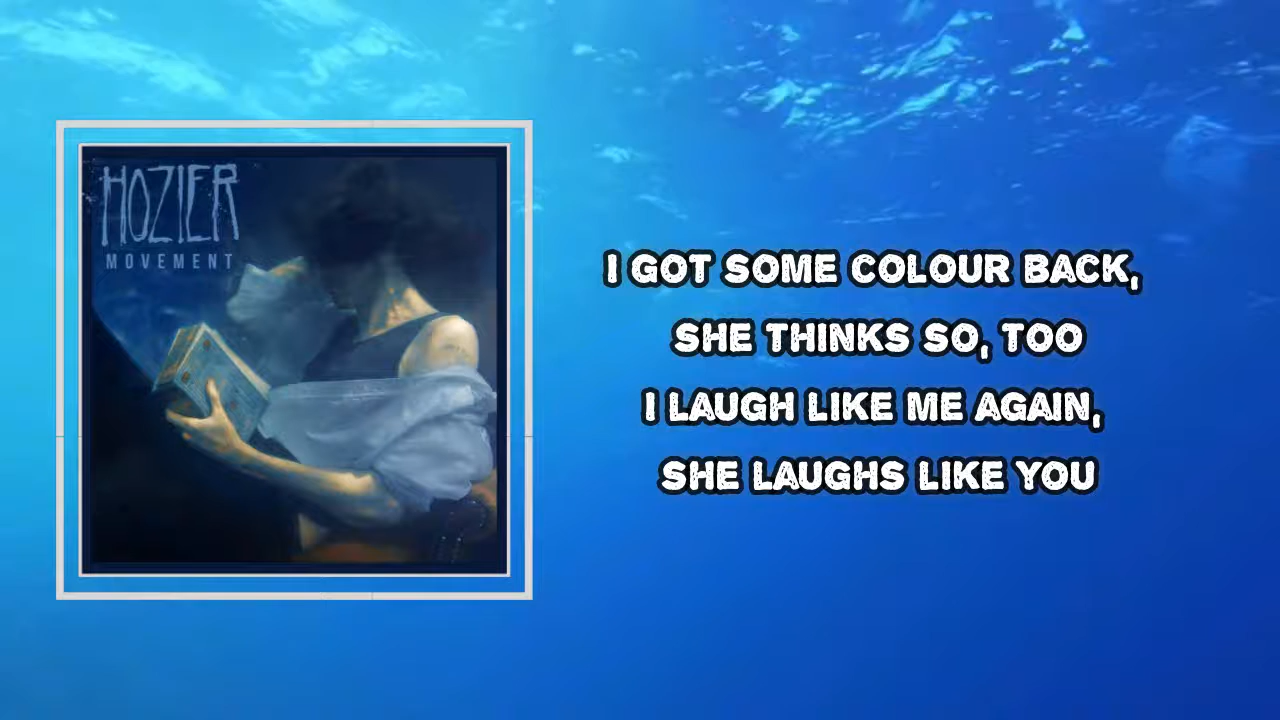 HOZIER
MOVEMENT
I GOT SOME COLOUR BACK,
SHE THINKS SO, TOO
I LAUGH LIKE ME AGAIN,
SHE LAUGHS LIKE YOU